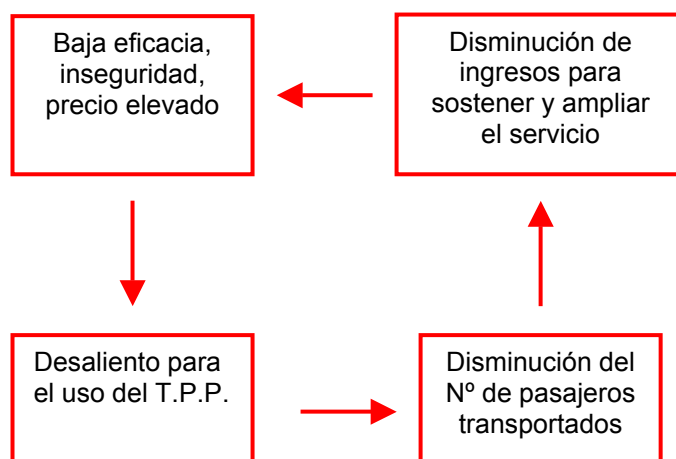 Baja eficacia,
inseguridad,
precio elevado
Disminución de
ingresos para
sostener y ampliar
el servicio
Desaliento para
el uso del T.P.P.
Disminución del
Nº de pasajeros
transportados